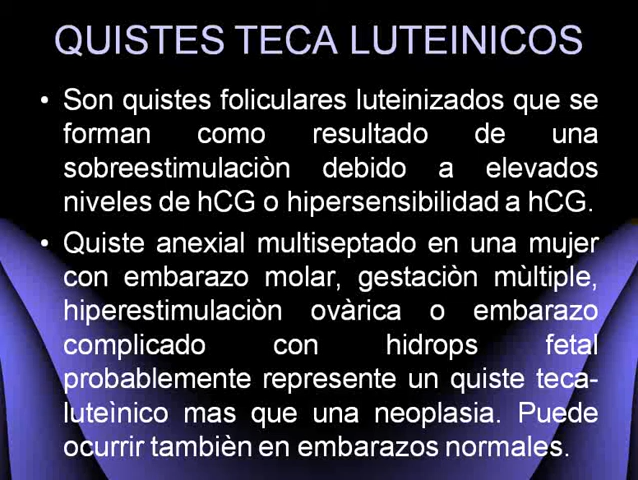 QUISTES TECA LUTEINICOS
• Son quistes foliculares luteinizados que se
forman como resultado de una
sobreestimulaciòn debido a elevados
niveles de hCG o hipersensibilidad a hCG.
• Quiste anexial multiseptado en una mujer
con embarazo molar, gestaciòn mùltiple,
hiperestimulaciòn ovàrica o embarazo
complicado con hidrops fetal
probablemente represente un quiste teca-
luteìnico mas que una neoplasia. Puede
ocurrir tambièn en embarazos normales.